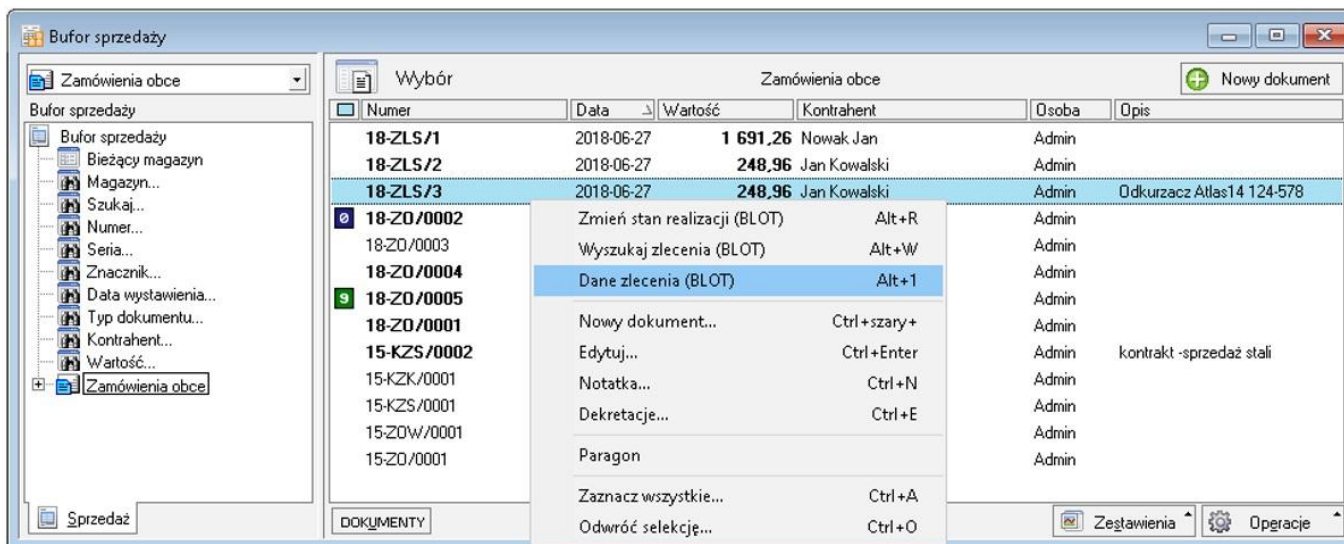 Bufor sprzedaży
Zamówienia obce
Bufor sprzedaży
Bufor sprzedaży
Bieżący magazyn
Magazyn...
Szukaj...
Numer...
Seria...
Znacznik...
Data wystawienia...
Typ dokumentu...
Kontrahent...
Wartość...
Zamówienia obce
Sprzedaż
Wybór Zamówienia obce Nowy dokument
Numer Data Wartość Kontrahent Osoba Opis
18-ZLS/1 2018-06-27 1 691,26 Nowak Jan Admin
18-ZLS/2 2018-06-27 248,96 Jan Kowalski Admin
18-ZLS/3 2018-06-27 248,96 Jan Kowalski Admin Odkurzacz Atlas14 124-578
0 18-ZO/0002 Admin
18-ZO/0003 Admin
18-ZO/0004 Admin
9 18-ZO/0005 Admin
18-ZO/0001 Admin
15-KZS/0002 Admin kontrakt -sprzedaż stali
15-KZK/0001 Admin
15-KZS/0001 Admin
15-ZOW/0001 Admin
15-ZO/0001 Admin
Zmień stan realizacji (BLOT) Alt+R
Wyszukaj zlecenia (BLOT) Alt+W
Dane zlecenia (BLOT) Alt+1
Nowy dokument... Ctrl+szary+
Edytuj... Ctrl+Enter
Notatka... Ctrl+N
Dekretacje... Ctrl+E
Paragon
Zaznacz wszystkie... Ctrl+A
Odwróć selekcję... Ctrl+O
DOKUMENTY Zestawienia Operacje